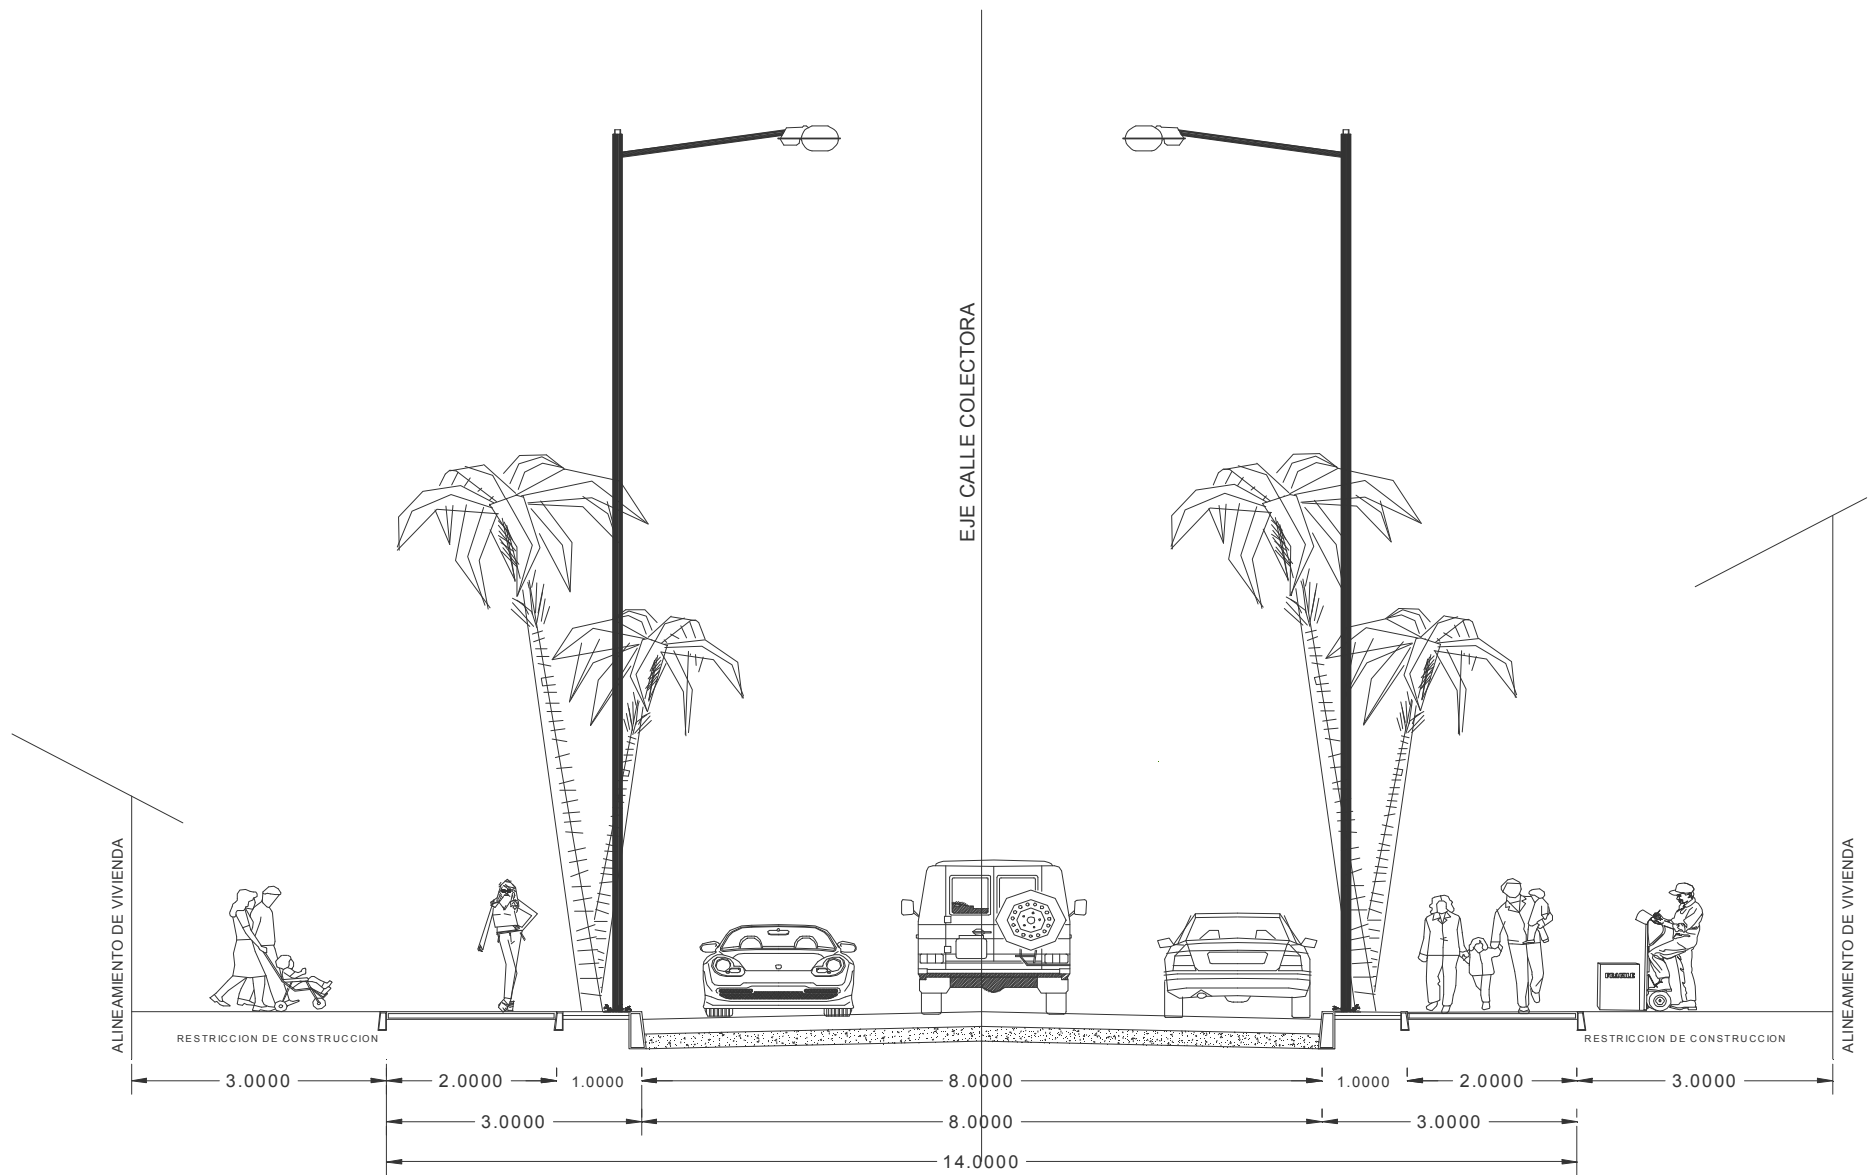 EJE CALLE COLECTORA
ALINEAMIENTO DE VIVIENDA
ALINEAMIENTO DE VIVIENDA
FRAGILE
RESTRICCION DE CONSTRUCCION
RESTRICCION DE CONSTRUCCION
3.0000 2.0000 1.0000 8.0000 1.0000 2.0000 3.0000
3.0000 8.0000 3.0000
14.0000